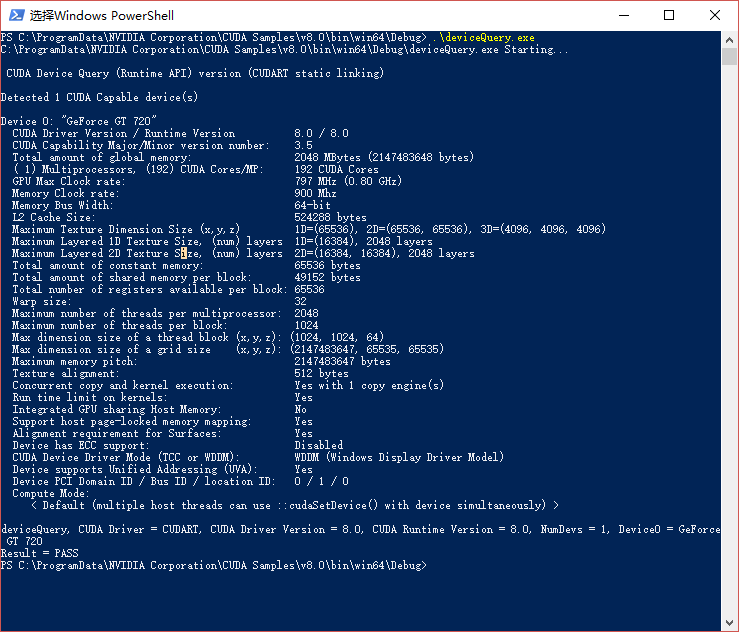 选择Windows PowerShell
PS C:\ProgramData\NVIDIA Corporation\CUDA Samples\v8.0\bin\win64\Debug> .\deviceQuery.exe
C:\ProgramData\NVIDIA Corporation\CUDA Samples\v8.0\bin\win64\Debug\deviceQuery.exe Starting...
CUDA Device Query (Runtime API) version (CUDART static linking)
Detected 1 CUDA Capable device(s)
Device 0: "GeForce GT 720"
CUDA Driver Version / Runtime Version 8.0 / 8.0
CUDA Capability Major/Minor version number: 3.5
Total amount of global memory: 2048 MBytes (2147483648 bytes)
( 1) Multiprocessors, (192) CUDA Cores/MP: 192 CUDA Cores
GPU Max Clock rate: 797 MHz (0.80 GHz)
Memory Clock rate: 900 Mhz
Memory Bus Width: 64-bit
L2 Cache Size: 524288 bytes
Maximum Texture Dimension Size (x,y,z) 1D=(65536), 2D=(65536, 65536), 3D=(4096, 4096, 4096)
Maximum Layered 1D Texture Size, (num) layers 1D=(16384), 2048 layers
Maximum Layered 2D Texture Size, (num) layers 2D=(16384, 16384), 2048 layers
Total amount of constant memory: 65536 bytes
Total amount of shared memory per block: 49152 bytes
Total number of registers available per block: 65536
Warp size: 32
Maximum number of threads per multiprocessor: 2048
Maximum number of threads per block: 1024
Max dimension size of a thread block (x,y,z): (1024, 1024, 64)
Max dimension size of a grid size (x,y,z): (2147483647, 65535, 65535)
Maximum memory pitch: 2147483647 bytes
Texture alignment: 512 bytes
Concurrent copy and kernel execution: Yes with 1 copy engine(s)
Run time limit on kernels: Yes
Integrated GPU sharing Host Memory: No
Support host page-locked memory mapping: Yes
Alignment requirement for Surfaces: Yes
Device has ECC support: Disabled
CUDA Device Driver Mode (TCC or WDDM): WDDM (Windows Display Driver Model)
Device supports Unified Addressing (UVA): Yes
Device PCI Domain ID / Bus ID / location ID: 0 / 1 / 0
Compute Mode:
< Default (multiple host threads can use ::cudaSetDevice() with device simultaneously) >
deviceQuery, CUDA Driver = CUDART, CUDA Driver Version = 8.0, CUDA Runtime Version = 8.0, NumDevs = 1, Device0 = GeForce
GT 720
Result = PASS
PS C:\ProgramData\NVIDIA Corporation\CUDA Samples\v8.0\bin\win64\Debug>